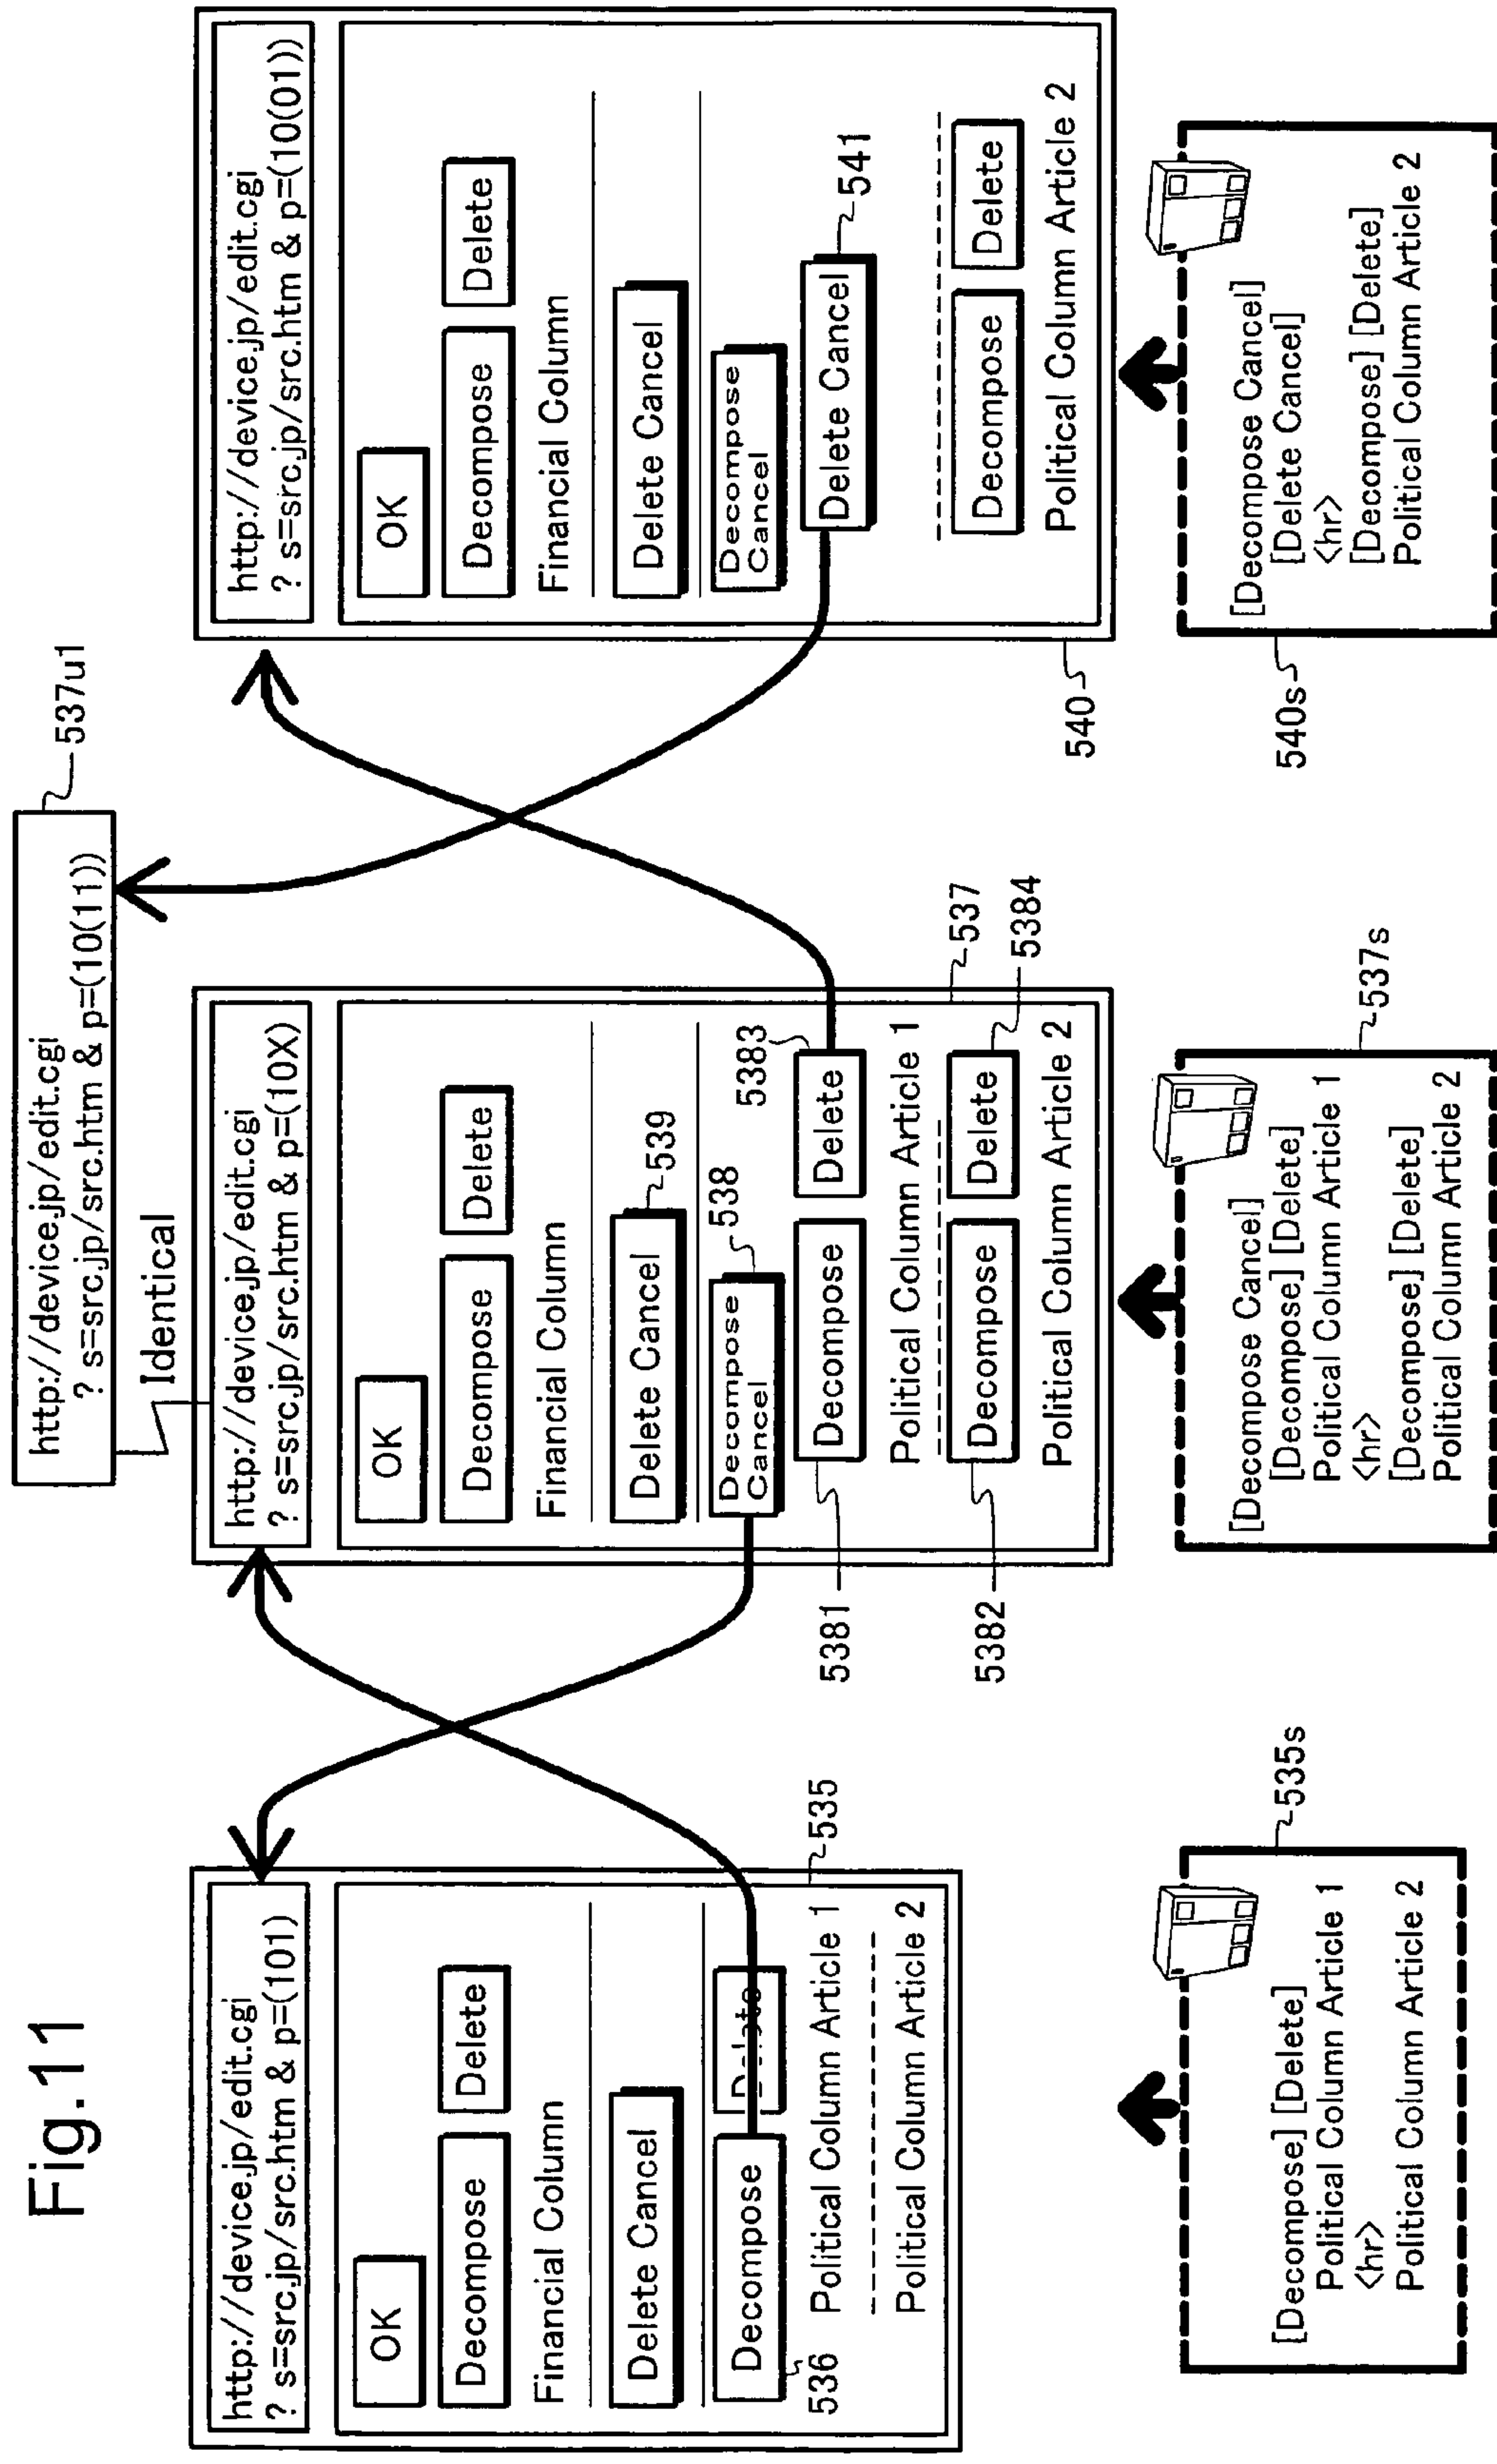 Fig.11
http://device.jp/edit.cgi
? s=src.jp/src.htm & p=(101)
OK
Decompose
Delete
Financial Column
Delete Cancel
Decompose
536
Political Column Article 1
Political Column Article 2
535
[Decompose] [Delete]
Political Column Article 1
<hr>
Political Column Article 2
535s
http://device.jp/edit.cgi
? s=src.jp/src.htm & p=(10(11))
537u1
Identical
http://device.jp/edit.cgi
? s=src.jp/src.htm & p=(10X)
OK
Decompose
Delete
Financial Column
Delete Cancel
539
Decompose
Cancel
538
Decompose
Delete
5381
5383
Political Column Article 1
537
Decompose
Delete
5382
5384
Political Column Article 2
[Decompose Cancel]
[Decompose] [Delete]
Political Column Article 1
<hr>
[Decompose] [Delete]
Political Column Article 2
537s
http://device.jp/edit.cgi
? s=src.jp/src.htm & p=(10(01))
OK
Decompose
Delete
Financial Column
Delete Cancel
Decompose
Cancel
Delete Cancel
541
Decompose
Delete
Political Column Article 2
540
[Decompose Cancel]
[Delete Cancel]
<hr>
[Decompose] [Delete]
Political Column Article 2
540s